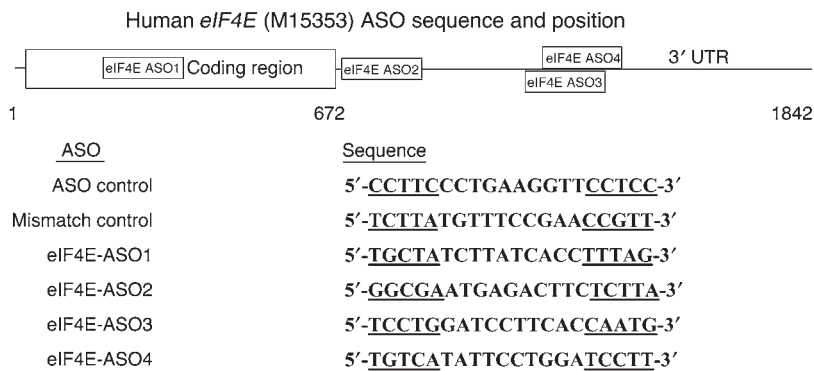 Human eIF4E (M15353) ASO sequence and position
eIF4E ASO4 3′ UTR
eIF4E ASO1 Coding region eIF4E ASO2
eIF4E ASO3
1 672 1842
ASO Sequence
ASO control 5′-CCTTCCCTGAAGGTTCCTCC-3′
Mismatch control 5′-TCTTATGTTTCCGAACCGTT-3′
eIF4E-ASO1 5′-TGCTATCTTATCACCTTTAG-3′
eIF4E-ASO2 5′-GGCGAATGAGACTTCTCTTA-3′
eIF4E-ASO3 5′-TCCTGGATCCTTCACCAATG-3′
eIF4E-ASO4 5′-TGTCATATTCCTGGATCCTT-3′